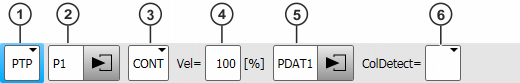 1 2 3 4 5 6
PTP P1 CONT Vel= 100 [%] PDAT1 ColDetect=